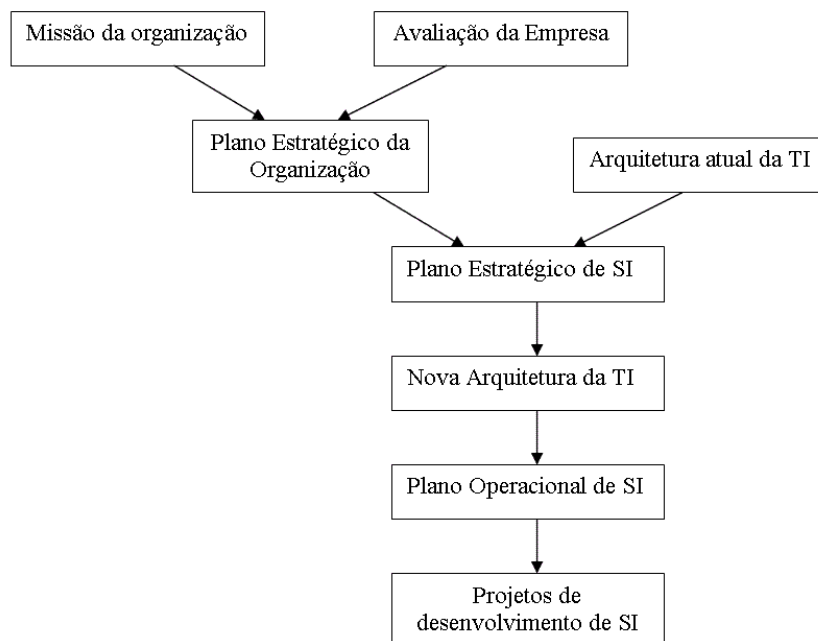 Missão da organização
Avaliação da Empresa
Plano Estratégico da
Organização
Arquitetura atual da TI
Plano Estratégico de SI
Nova Arquitetura da TI
Plano Operacional de SI
Projetos de
desenvolvimento de SI